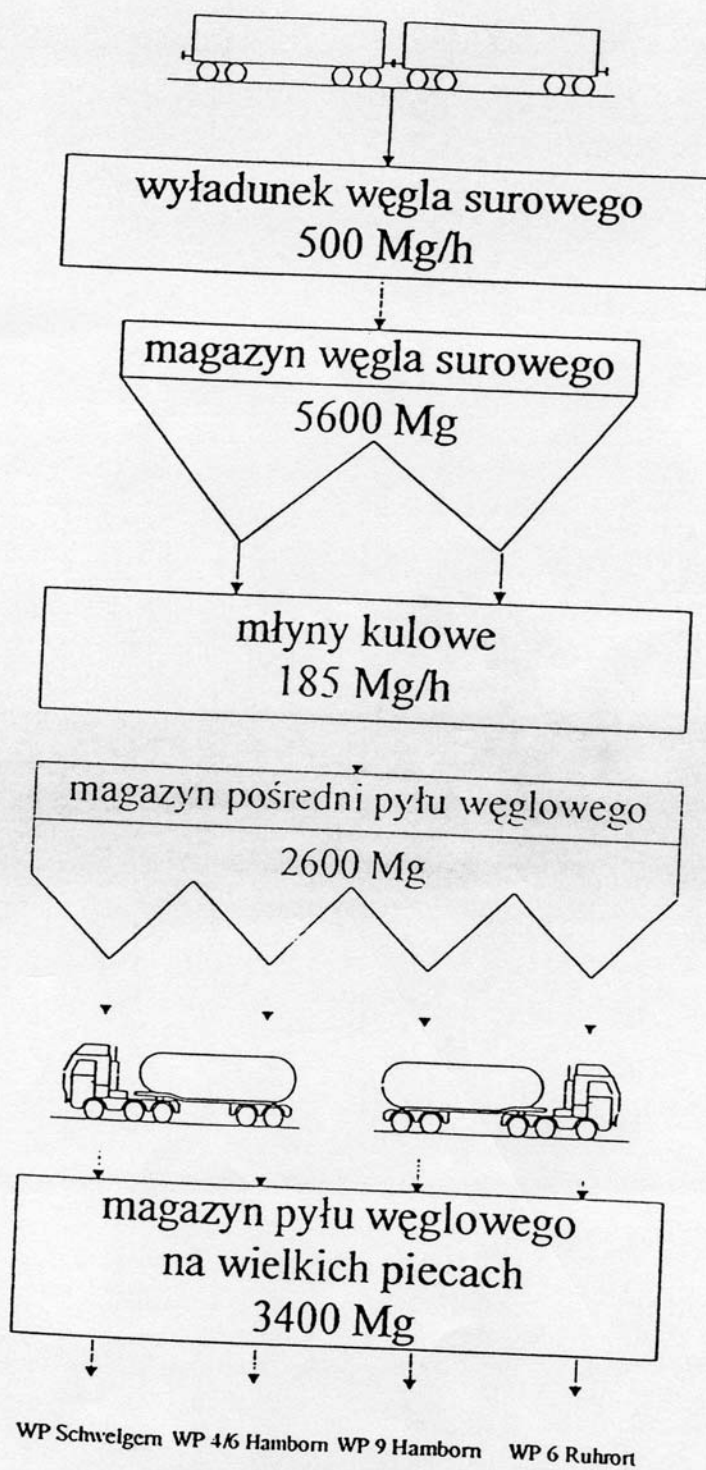 wyładunek węgla surowego
500 Mg/h
magazyn węgla surowego
5600 Mg
młyny kulowe
185 Mg/h
magazyn pośredni pyłu węglowego
2600 Mg
magazyn pyłu węglowego
na wielkich piecach
3400 Mg
WP Schwelgern WP 4/6 Hamborn WP 9 Hamborn WP 6 Ruhrort